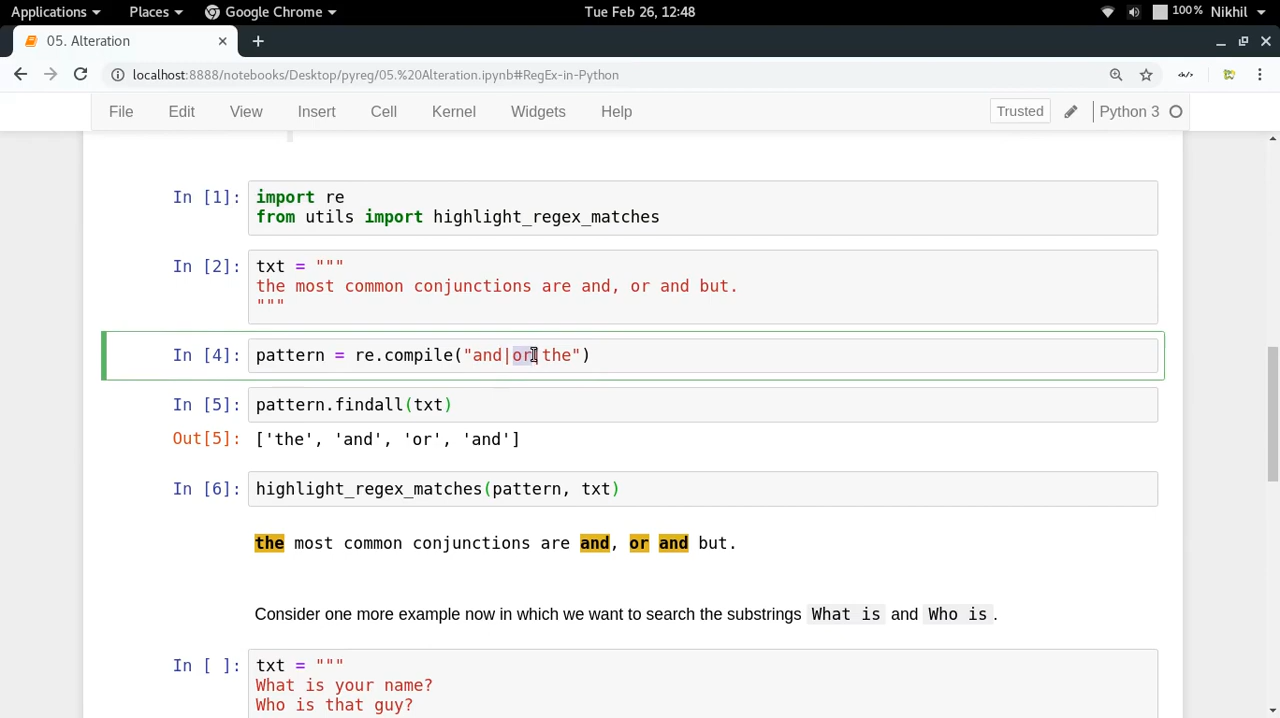 Applications Places Google Chrome Tue Feb 26, 12:48 100% Nikhil
05. Alteration
localhost:8888/notebooks/Desktop/pyreg/05.%20Alteration.ipynb#RegEx-in-Python
File Edit View Insert Cell Kernel Widgets Help Trusted Python 3
In [1]: import re
from utils import highlight_regex_matches
In [2]: txt = """
the most common conjunctions are and, or and but.
"""
In [4]: pattern = re.compile("and|or|the")
In [5]: pattern.findall(txt)
Out[5]: ['the', 'and', 'or', 'and']
In [6]: highlight_regex_matches(pattern, txt)
the most common conjunctions are and, or and but.
Consider one more example now in which we want to search the substrings What is and Who is.
In [ ]: txt = """
What is your name?
Who is that guy?